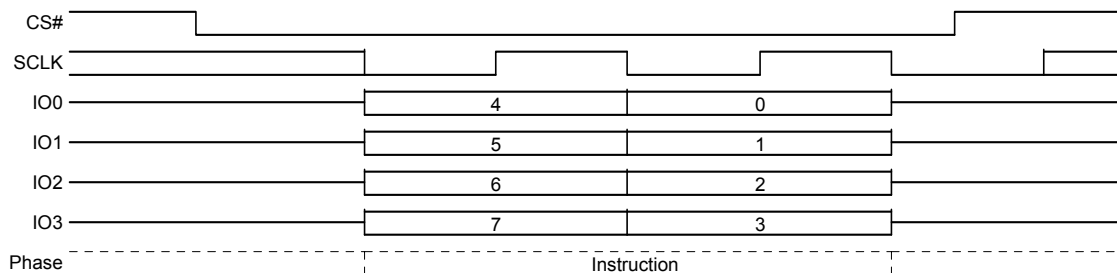 CS#
SCLK
IO0 4 0
IO1 5 1
IO2 6 2
IO3 7 3
Phase Instruction